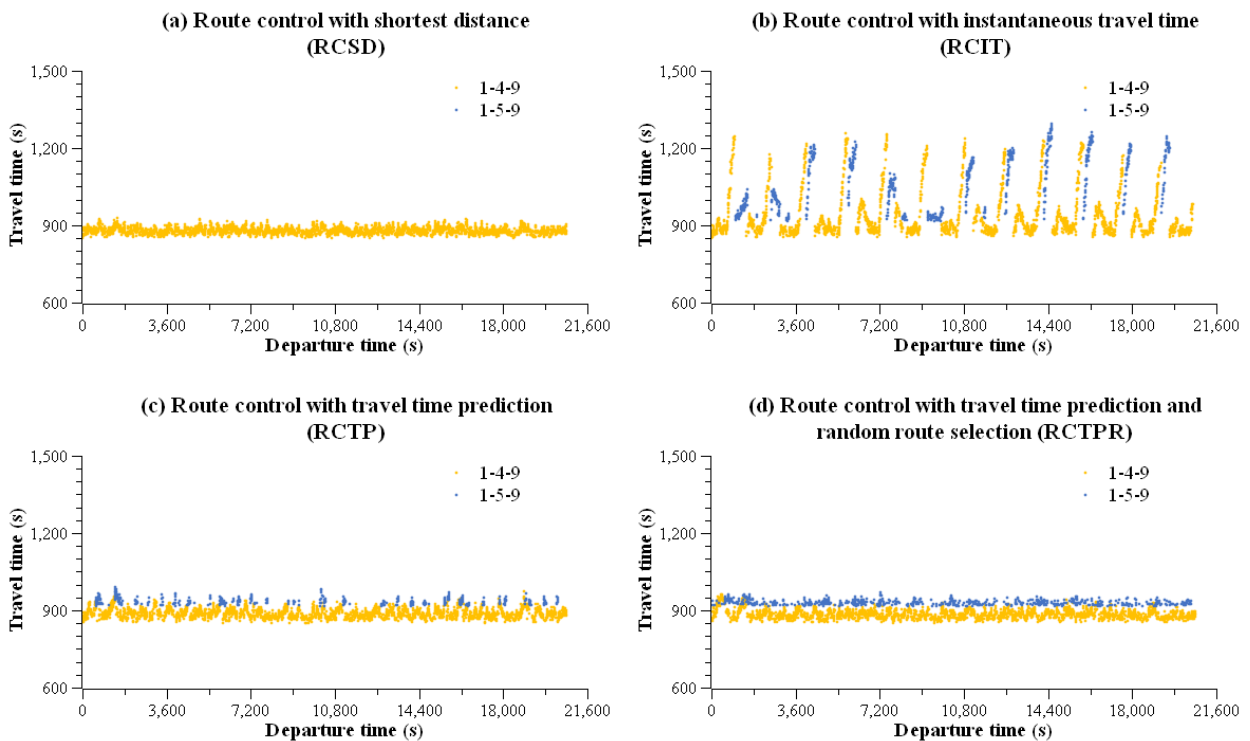 (a) Route control with shortest distance
(RCSD)
1,500
1,200
900
600
Travel time (s)
1-4-9
1-5-9
0 3,600 7,200 10,800 14,400 18,000 21,600
Departure time (s)
(b) Route control with instantaneous travel time
(RCIT)
1,500
1,200
900
600
Travel time (s)
1-4-9
1-5-9
0 3,600 7,200 10,800 14,400 18,000 21,600
Departure time (s)
(c) Route control with travel time prediction
(RCTP)
1,500
1,200
900
600
Travel time (s)
1-4-9
1-5-9
0 3,600 7,200 10,800 14,400 18,000 21,600
Departure time (s)
(d) Route control with travel time prediction and
random route selection (RCTPR)
1,500
1,200
900
600
Travel time (s)
1-4-9
1-5-9
0 3,600 7,200 10,800 14,400 18,000 21,600
Departure time (s)